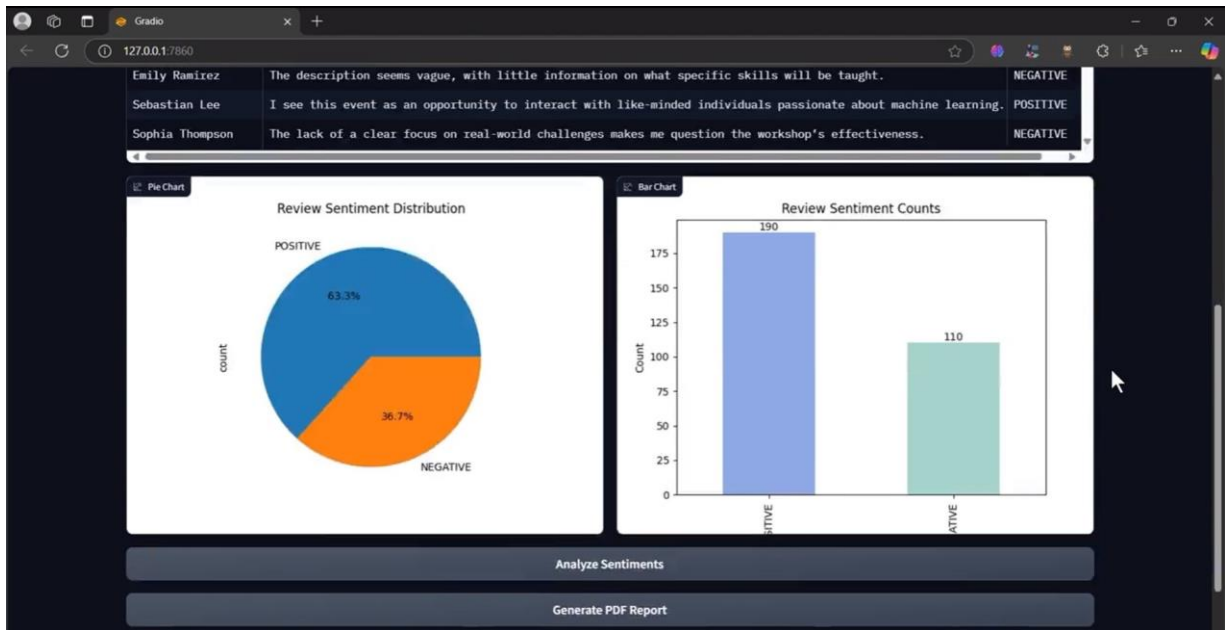 Gradio
127.0.0.1:7860
Emily Ramirez The description seems vague, with little information on what specific skills will be taught. NEGATIVE
Sebastian Lee I see this event as an opportunity to interact with like-minded individuals passionate about machine learning. POSITIVE
Sophia Thompson The lack of a clear focus on real-world challenges makes me question the workshop's effectiveness. NEGATIVE
Pie Chart
Review Sentiment Distribution
POSITIVE
63.3%
count
36.7%
NEGATIVE
Bar Chart
Review Sentiment Counts
190
175
150
125
110
100
Count
75
50
25
0
SITIVE
ATIVE
Analyze Sentiments
Generate PDF Report